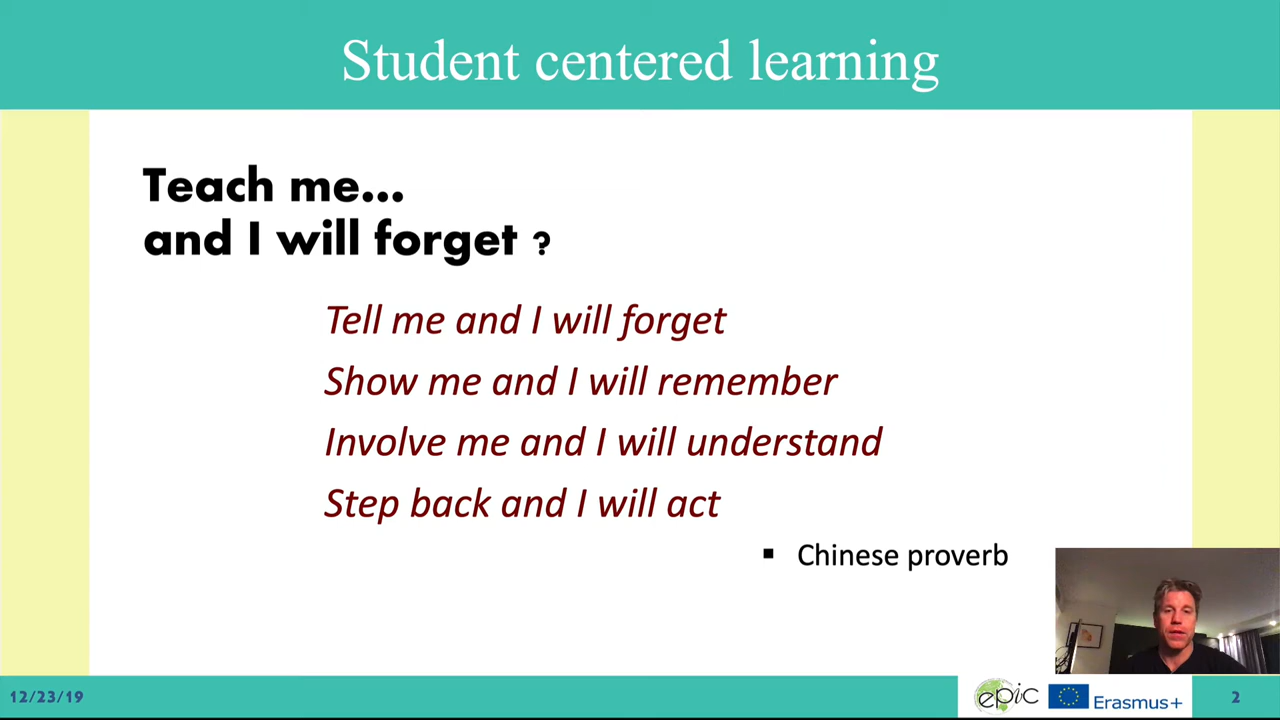 Student centered learning
Teach me...
and I will forget ?
Tell me and I will forget
Show me and I will remember
Involve me and I will understand
Step back and I will act
▪ Chinese proverb
12/23/19
epic
Erasmus+
2